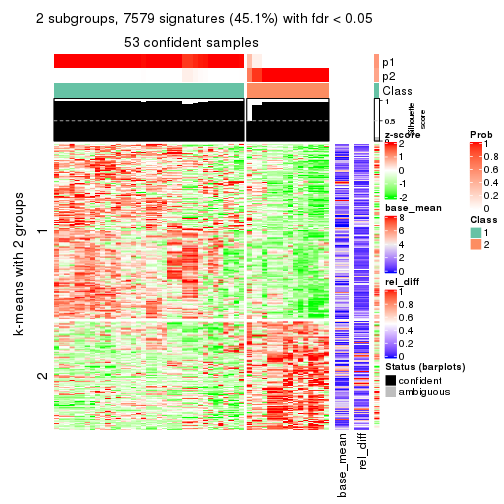 2 subgroups, 7579 signatures (45.1%) with fdr < 0.05
53 confident samples
p1
p2
Class
1
0.5
0
Silhouette
score
k-means with 2 groups
1
2
base_mean
rel_diff
z-score
2
1
0
-1
-2
base_mean
8
6
4
2
0
rel_diff
1
0.8
0.6
0.4
0.2
0
Status (barplots)
confident
ambiguous
Prob
1
0.8
0.6
0.4
0.2
0
Class
1
2